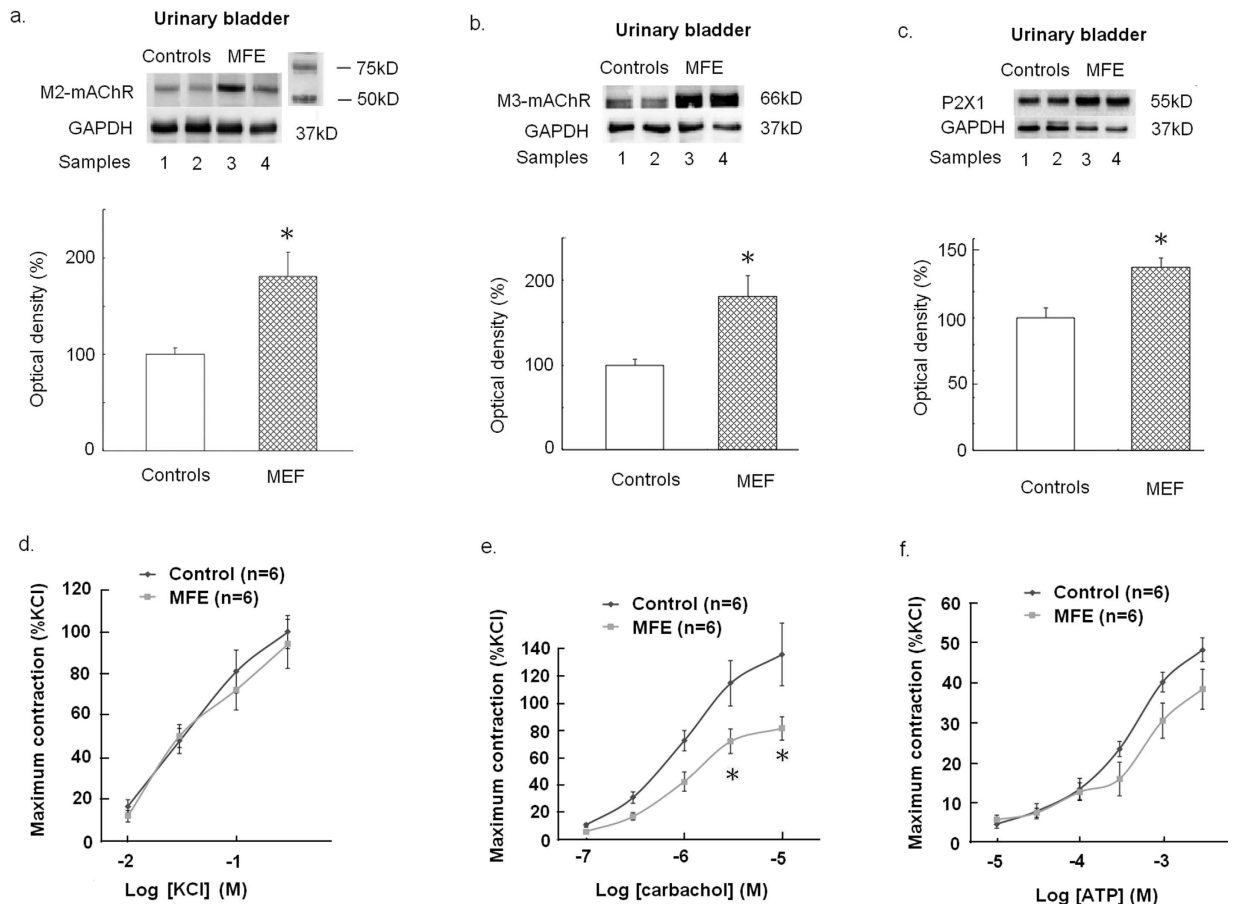 a.
Urinary bladder
Controls MFE
M2-mAChR
— 75kD
— 50kD
GAPDH
37kD
Samples 1 2 3 4
Optical density (%)
200
100
0
*
Controls
MEF
b.
Urinary bladder
Controls MFE
M3-mAChR 66kD
GAPDH 37kD
Samples 1 2 3 4
Optical density (%)
200
100
0
*
Controls
MEF
c.
Urinary bladder
Controls MFE
P2X1 55kD
GAPDH 37kD
Samples 1 2 3 4
Optical density (%)
150
100
50
0
*
Controls
MEF
d.
Control (n=6)
MFE (n=6)
Maximum contraction (%KCl)
120
100
80
60
40
20
0
-2 -1
Log [KCl] (M)
e.
Control (n=6)
MFE (n=6)
Maximum contraction (%KCl)
140
120
100
80
60
40
20
0
* *
-7 -6 -5
Log [carbachol] (M)
f.
Control (n=6)
MFE (n=6)
Maximum contraction (%KCl)
60
50
40
30
20
10
0
-5 -4 -3
Log [ATP] (M)